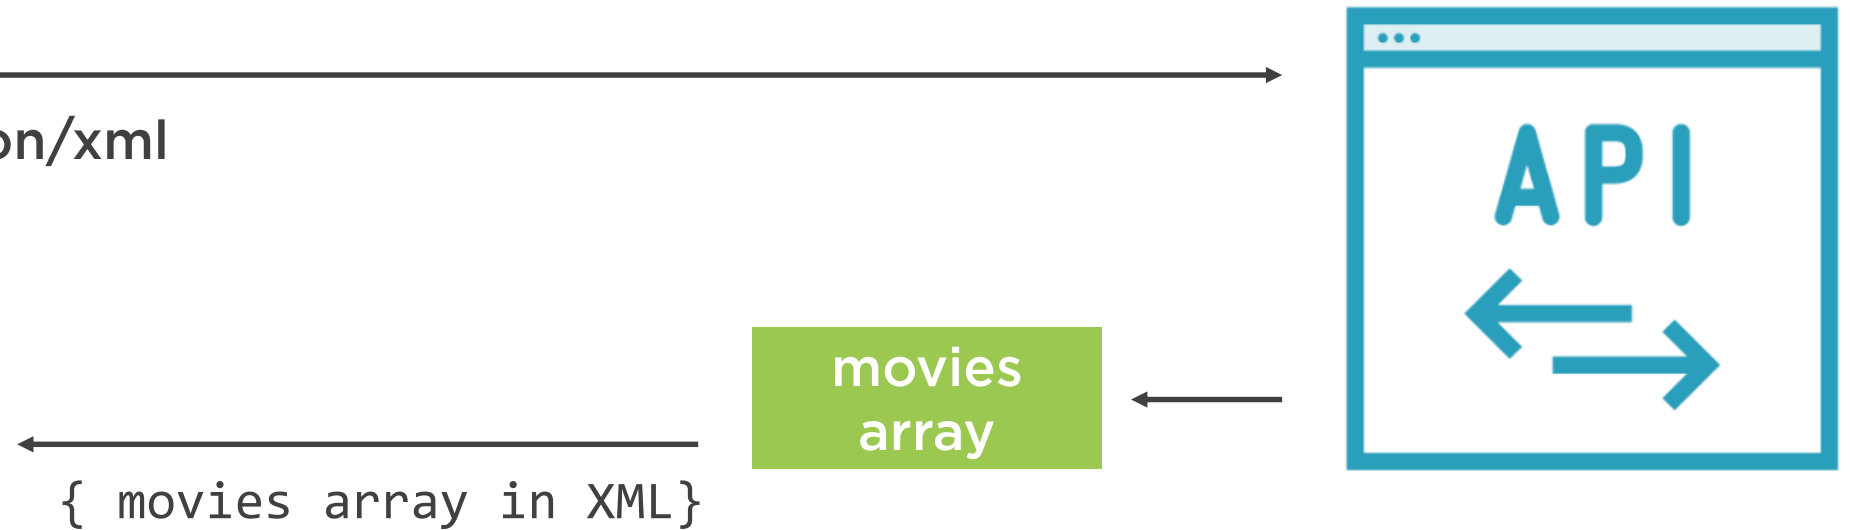 on/xml
API
movies
array
{ movies array in XML}